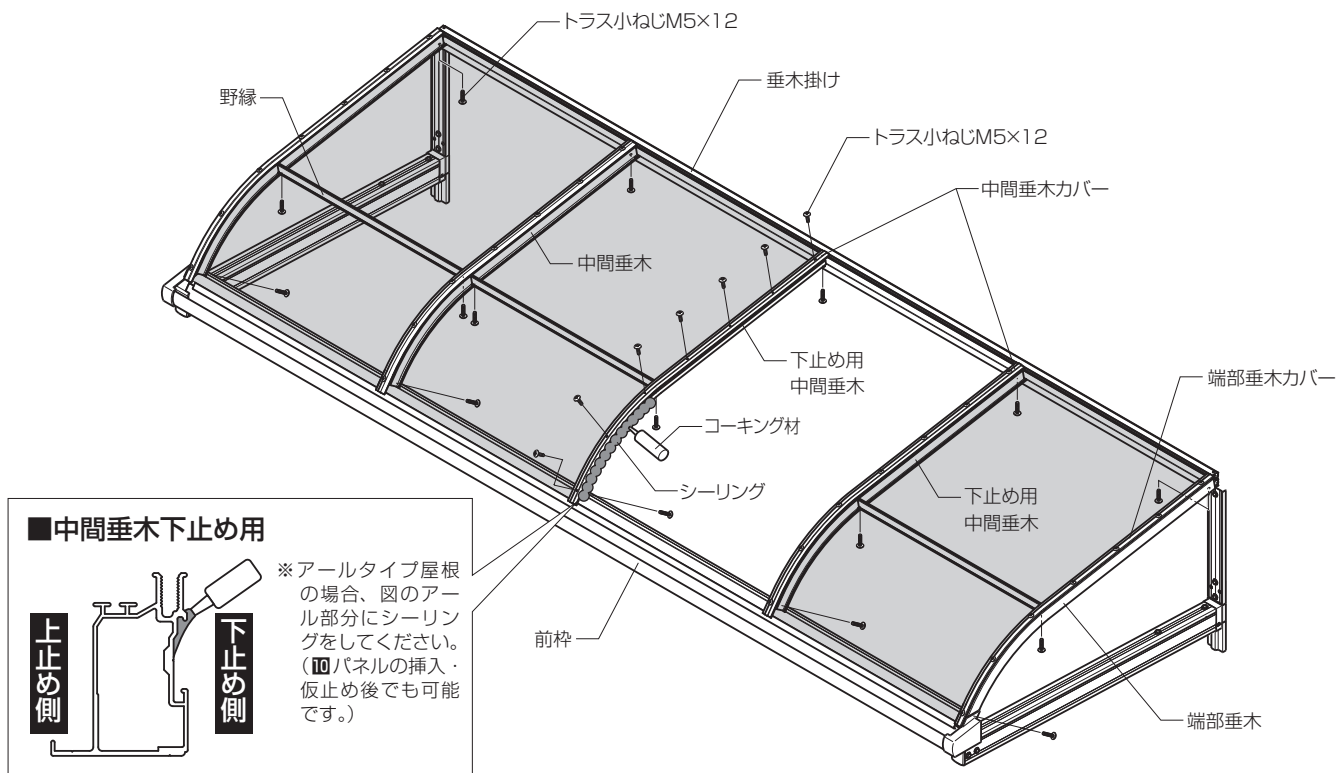 トラス小ねじM5×12
垂木掛け
野縁
トラス小ねじM5×12
中間垂木カバー
中間垂木
下止め用
中間垂木
端部垂木カバー
コーキング材
シーリング
下止め用
中間垂木
前枠
端部垂木
■中間垂木下止め用
上止め側
下止め側
※アールタイプ屋根
の場合、図のアー
ル部分にシーリン
グをしてください。
(10パネルの挿入・
仮止め後でも可能
です。)